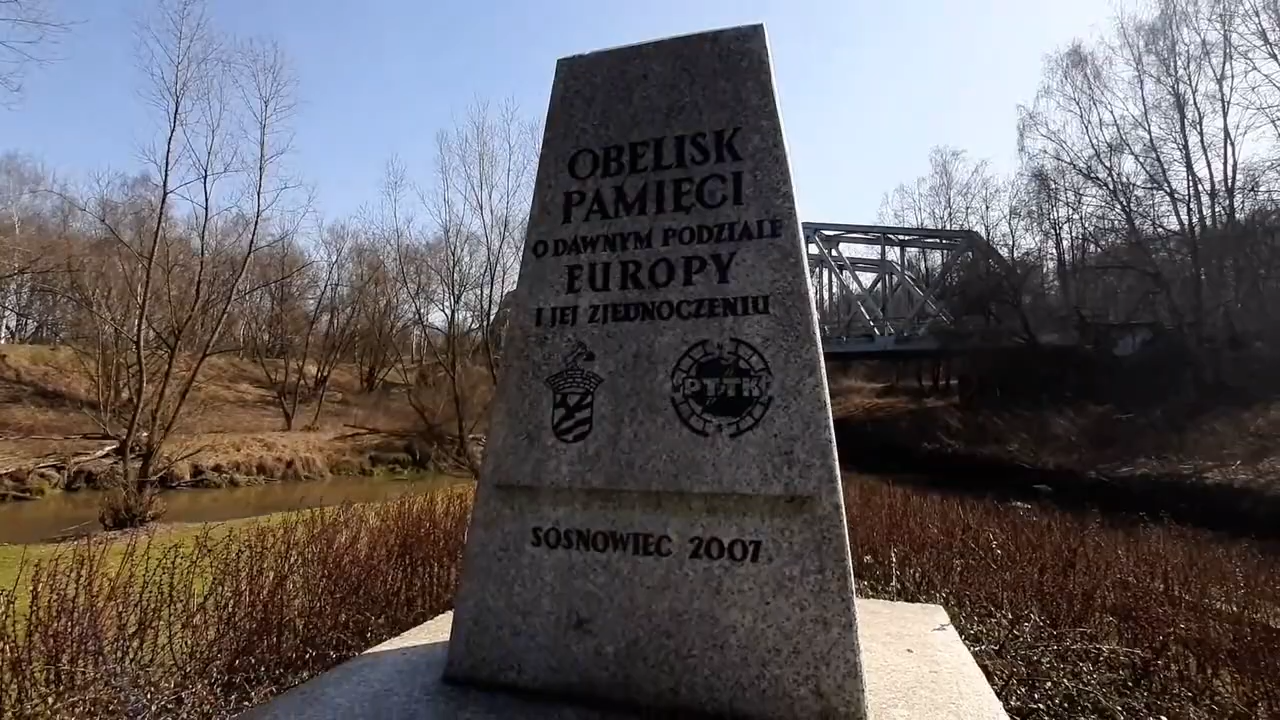 OBELISK
PAMIĘCI
O DAWNYM PODZIALE
EUROPY
I JEJ ZJEDNOCZENIU
PTTK
SOSNOWIEC 2007